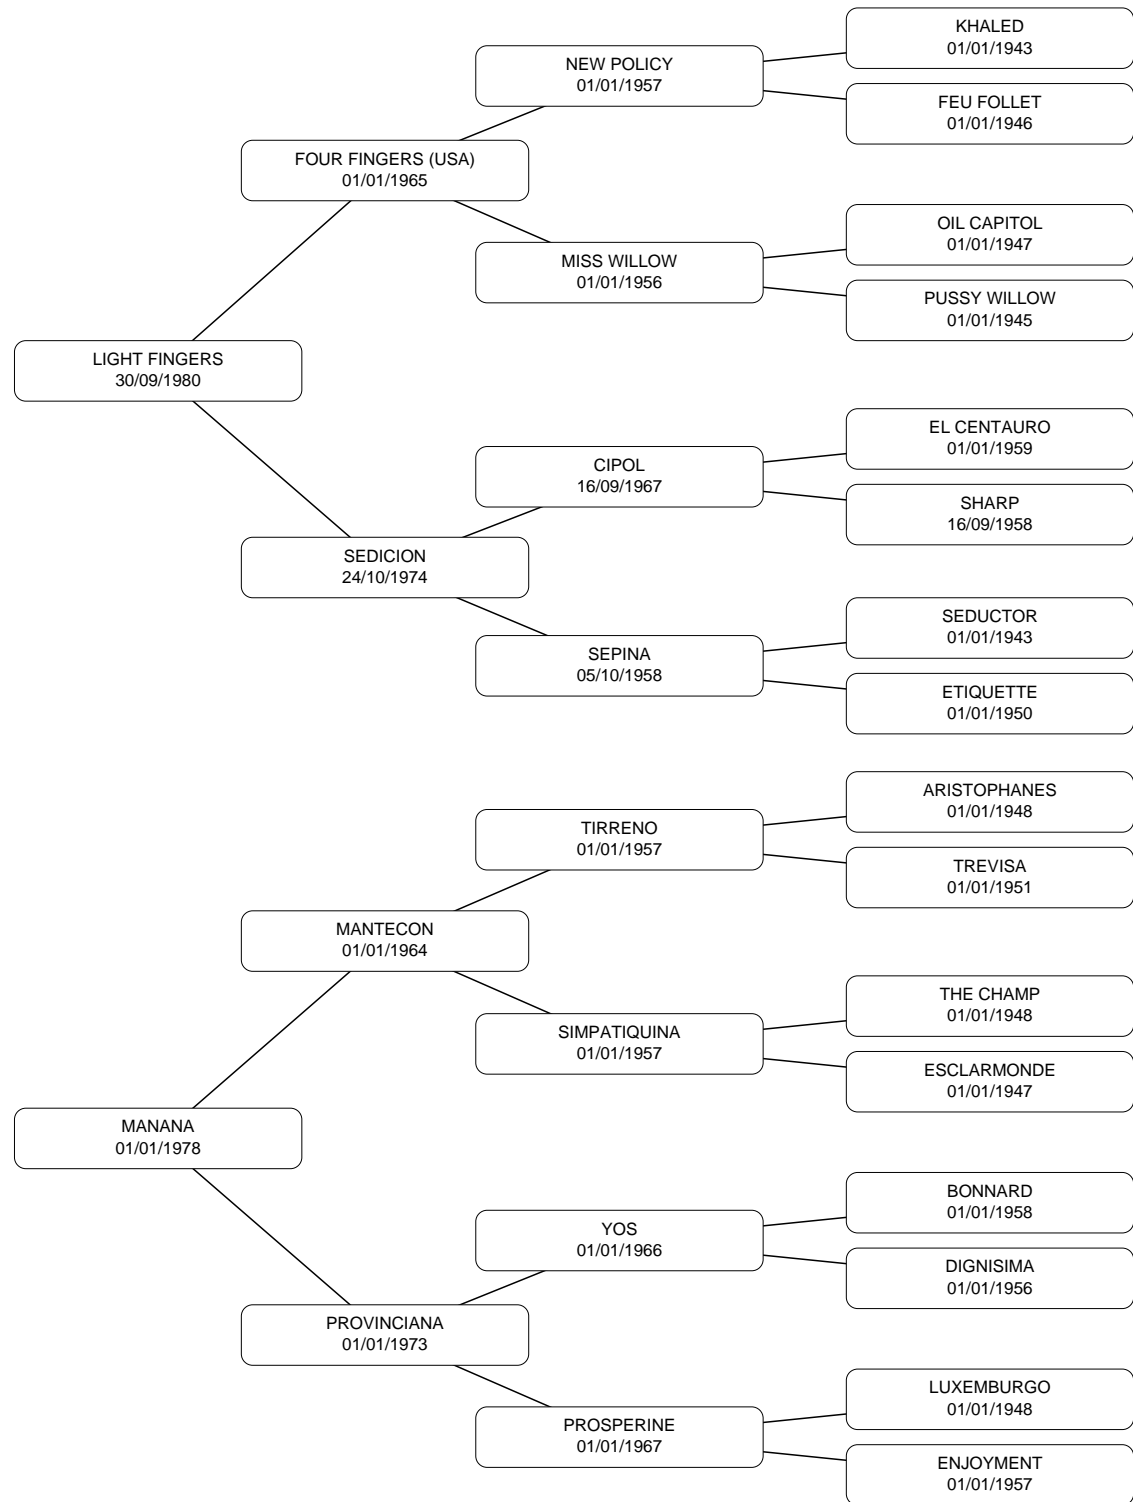 KHALED
01/01/1943
NEW POLICY
01/01/1957
FEU FOLLET
01/01/1946
FOUR FINGERS (USA)
01/01/1965
OIL CAPITOL
01/01/1947
MISS WILLOW
01/01/1956
PUSSY WILLOW
01/01/1945
LIGHT FINGERS
30/09/1980
EL CENTAURO
01/01/1959
CIPOL
16/09/1967
SHARP
16/09/1958
SEDICION
24/10/1974
SEDUCTOR
01/01/1943
SEPINA
05/10/1958
ETIQUETTE
01/01/1950
ARISTOPHANES
01/01/1948
TIRRENO
01/01/1957
TREVISA
01/01/1951
MANTECON
01/01/1964
THE CHAMP
01/01/1948
SIMPATIQUINA
01/01/1957
ESCLARMONDE
01/01/1947
MANANA
01/01/1978
BONNARD
01/01/1958
YOS
01/01/1966
DIGNISIMA
01/01/1956
PROVINCIANA
01/01/1973
LUXEMBURGO
01/01/1948
PROSPERINE
01/01/1967
ENJOYMENT
01/01/1957